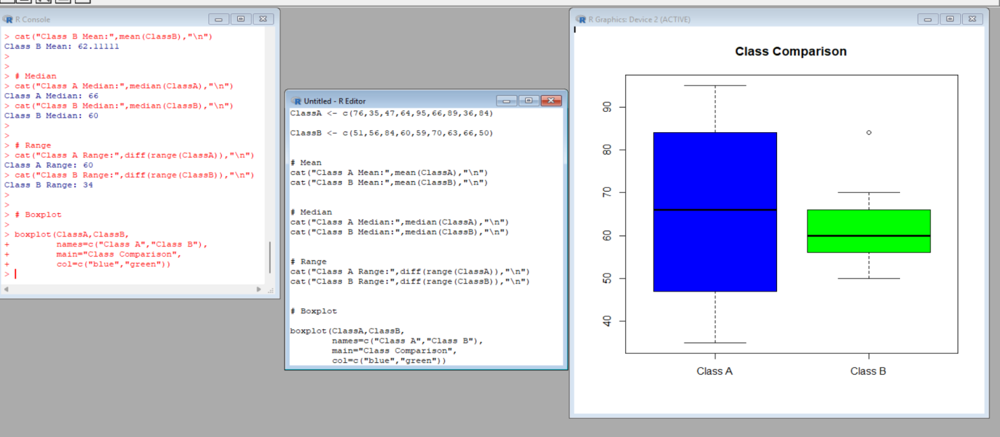 R Console
> cat("Class B Mean:",mean(ClassB),"\n")
Class B Mean: 62.11111
>
>
> # Median
> cat("Class A Median:",median(ClassA),"\n")
Class A Median: 66
> cat("Class B Median:",median(ClassB),"\n")
Class B Median: 60
>
>
> # Range
> cat("Class A Range:",diff(range(ClassA)),"\n")
Class A Range: 60
> cat("Class B Range:",diff(range(ClassB)),"\n")
Class B Range: 34
>
>
> # Boxplot
>
> boxplot(ClassA,ClassB,
+         names=c("Class A","Class B"),
+         main="Class Comparison",
+         col=c("blue","green"))
>
Untitled - R Editor
ClassA <- c(76,35,47,64,95,66,89,36,84)
ClassB <- c(51,56,84,60,59,70,63,66,50)
# Mean
cat("Class A Mean:",mean(ClassA),"\n")
cat("Class B Mean:",mean(ClassB),"\n")
# Median
cat("Class A Median:",median(ClassA),"\n")
cat("Class B Median:",median(ClassB),"\n")
# Range
cat("Class A Range:",diff(range(ClassA)),"\n")
cat("Class B Range:",diff(range(ClassB)),"\n")
# Boxplot
boxplot(ClassA,ClassB,
        names=c("Class A","Class B"),
        main="Class Comparison",
        col=c("blue","green"))
R Graphics: Device 2 (ACTIVE)
Class Comparison
90
80
70
60
50
40
Class A
Class B